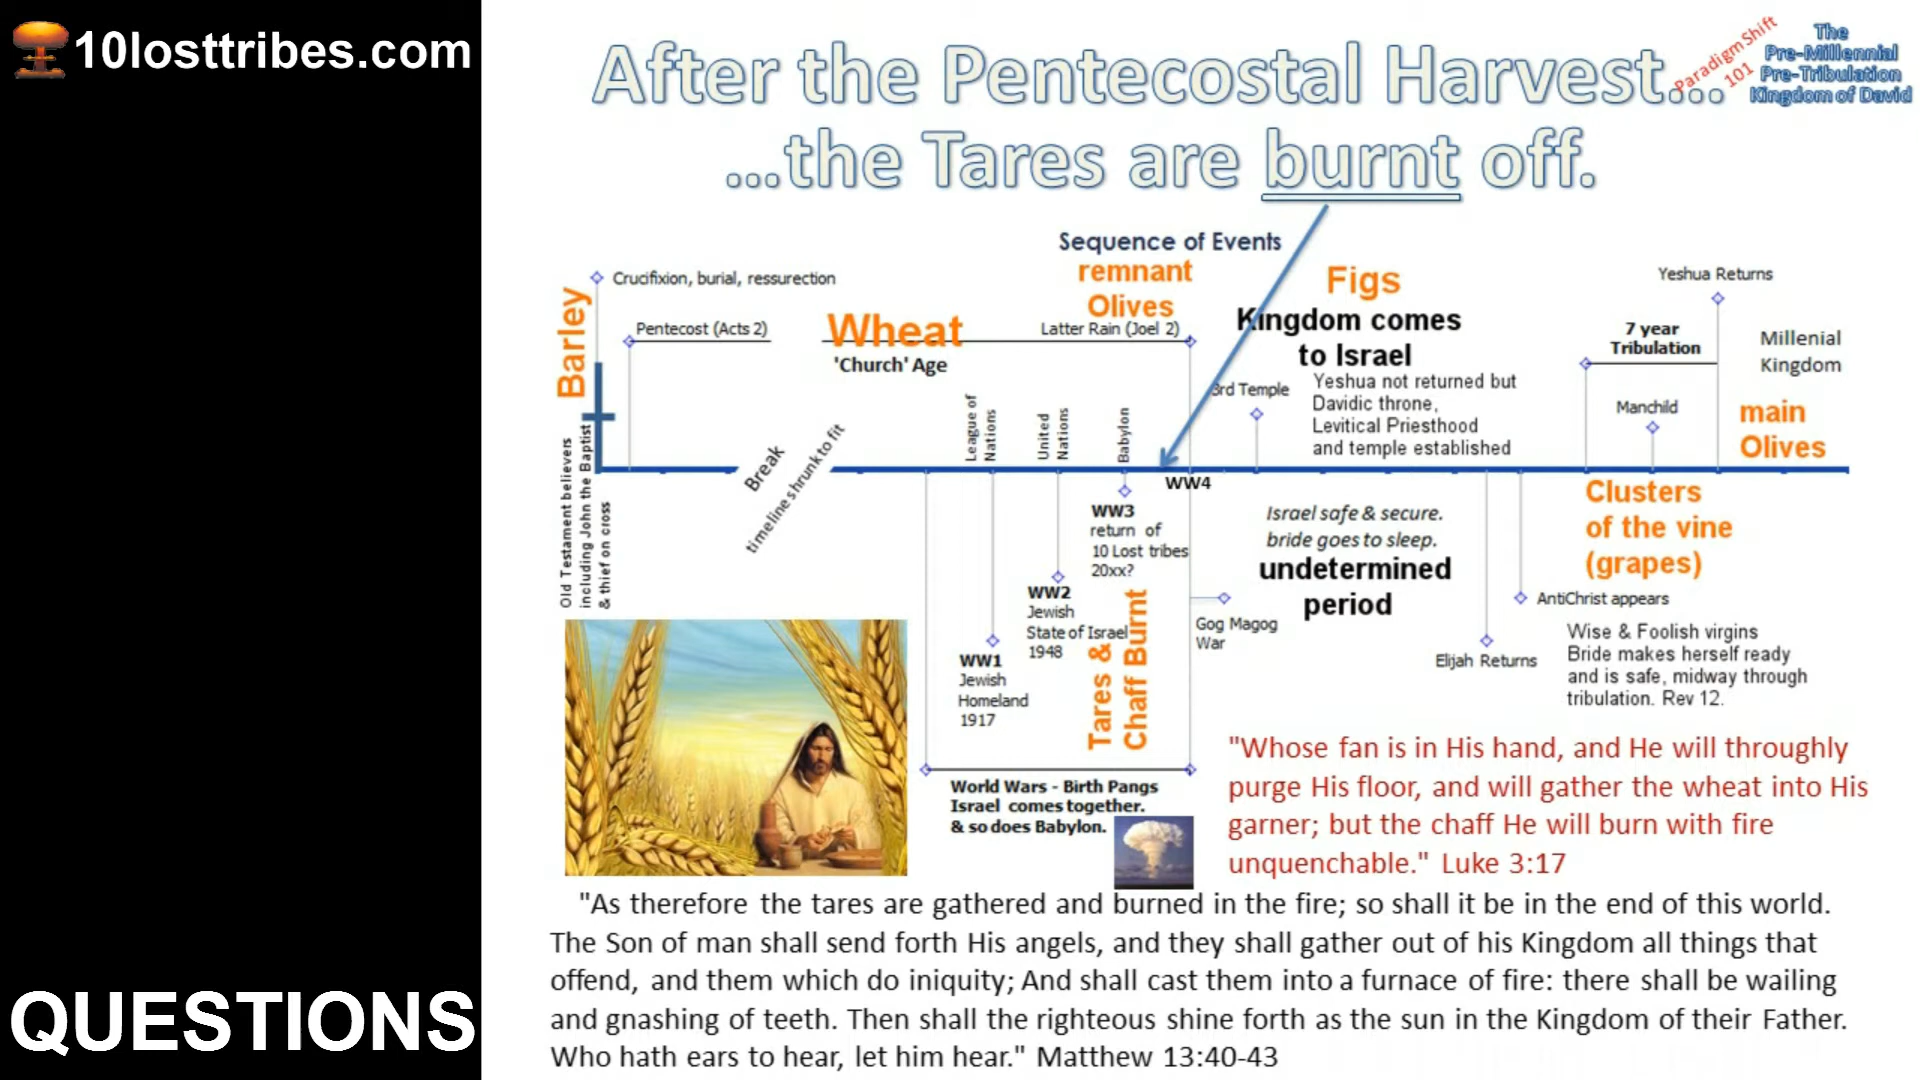 10losttribes.com
QUESTIONS
After the Pentecostal Harvest...
...the Tares are burnt off.
Paradigm Shift
101
The
Pre-Millennial
Pre-Tribulation
Kingdom of David
Sequence of Events
Barley
Crucifixion, burial, ressurection
Pentecost (Acts 2)
Wheat
'Church' Age
remnant
Olives
Latter Rain (Joel 2)
Figs
Kingdom comes
to Israel
Yeshua not returned but
Davidic throne,
Levitical Priesthood
and temple established
3rd Temple
Yeshua Returns
7 year
Tribulation
Millenial
Kingdom
Manchild
main
Olives
League of
Nations
United
Nations
Babylon
Old Testament believers
including John the Baptist
& thief on cross
Break
timeline shrunk to fit
WW4
WW3
return of
10 Lost tribes
20xx?
WW2
Jewish
State of Israel
1948
WW1
Jewish
Homeland
1917
Tares &
Chaff Burnt
Gog Magog
War
Israel safe & secure.
bride goes to sleep.
undetermined
period
Clusters
of the vine
(grapes)
AntiChrist appears
Elijah Returns
Wise & Foolish virgins
Bride makes herself ready
and is safe, midway through
tribulation. Rev 12.
World Wars - Birth Pangs
Israel comes together.
& so does Babylon.
"Whose fan is in His hand, and He will throughly
purge His floor, and will gather the wheat into His
garner; but the chaff He will burn with fire
unquenchable." Luke 3:17
"As therefore the tares are gathered and burned in the fire; so shall it be in the end of this world.
The Son of man shall send forth His angels, and they shall gather out of his Kingdom all things that
offend, and them which do iniquity; And shall cast them into a furnace of fire: there shall be wailing
and gnashing of teeth. Then shall the righteous shine forth as the sun in the Kingdom of their Father.
Who hath ears to hear, let him hear." Matthew 13:40-43